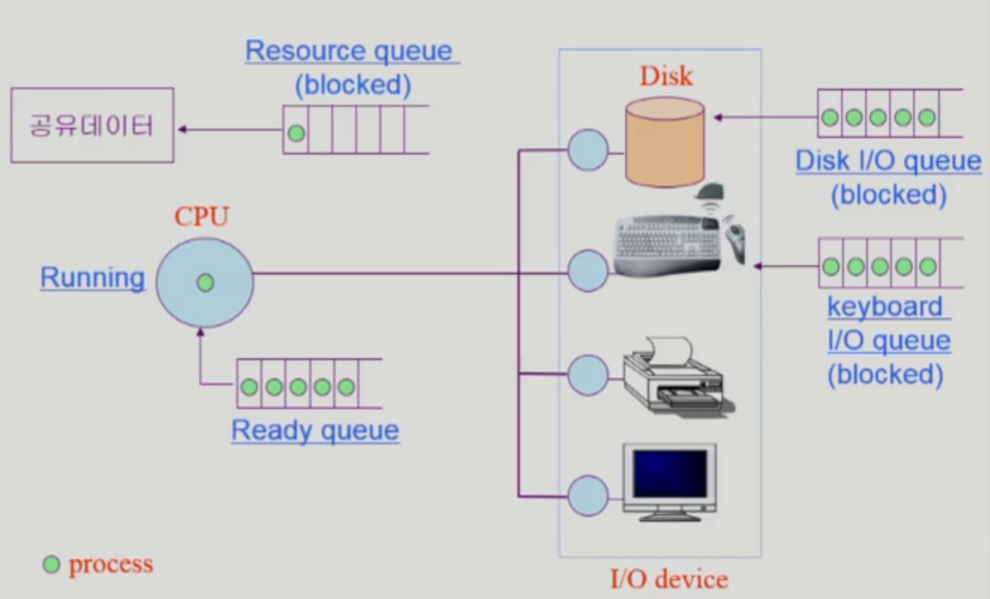 Resource queue
(blocked)
공유데이터
Disk
Disk I/O queue
(blocked)
CPU
Running
keyboard
I/O queue
(blocked)
Ready queue
process
I/O device